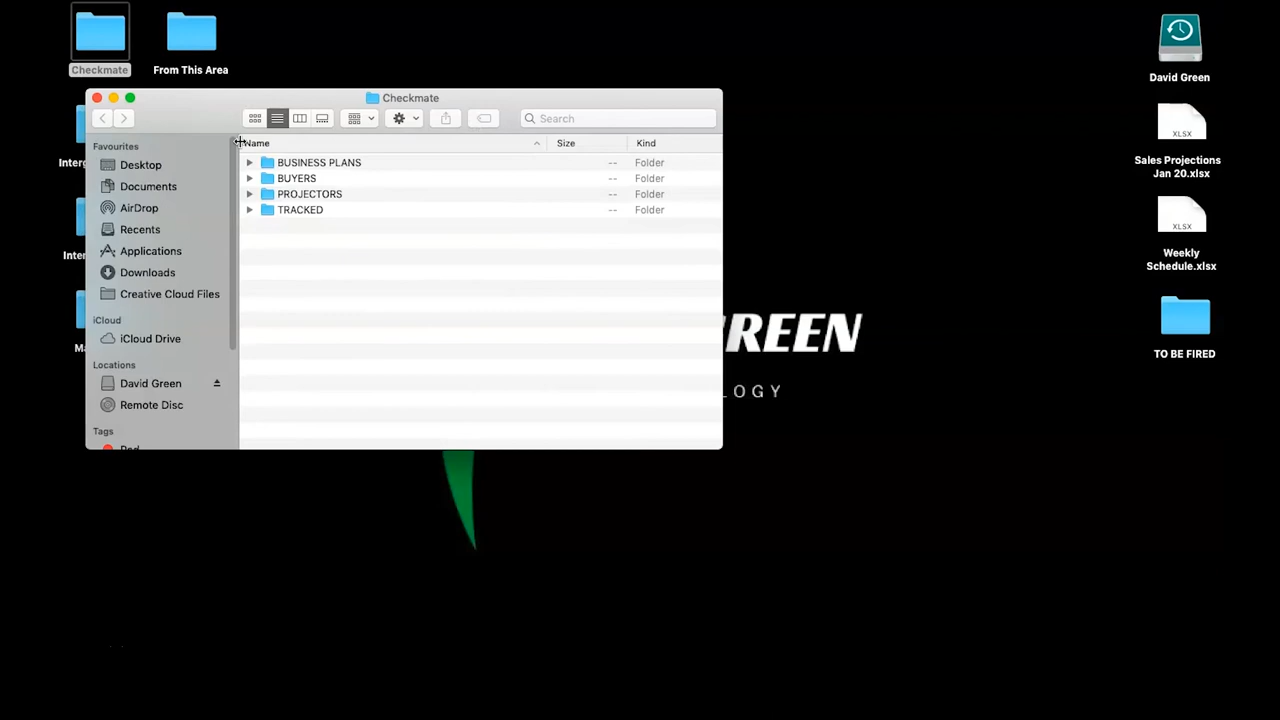 Checkmate
From This Area
David Green
Sales Projections
Jan 20.xlsx
XLSX
Weekly
Schedule.xlsx
XLSX
TO BE FIRED
Checkmate
Search
Favourites
Desktop
Documents
AirDrop
Recents
Applications
Downloads
Creative Cloud Files
iCloud
iCloud Drive
Locations
David Green
Remote Disc
Tags
Name Size Kind
BUSINESS PLANS -- Folder
BUYERS -- Folder
PROJECTORS -- Folder
TRACKED -- Folder
REEN
LOGY